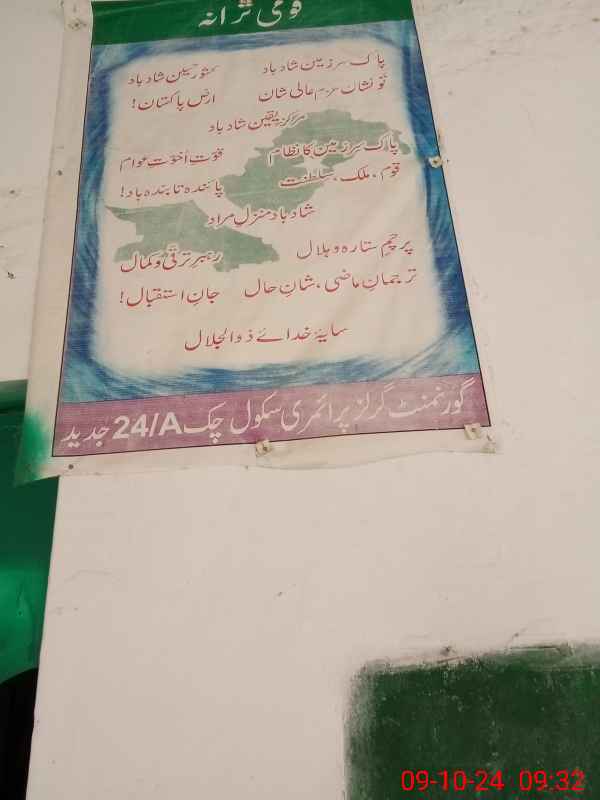 قومی ترانہ
پاک سرزمین شاد باد کشور حسین شاد باد
تو نشان عزم عالی شان ارض پاکستان!
مرکز یقین شاد باد
پاک سرزمین کا نظام قوت اخوت عوام
قوم، ملک، سلطنت پائندہ تابندہ باد!
شاد باد منزل مراد
پرچم ستارہ و ہلال رہبر ترقی و کمال
ترجمان ماضی، شان حال جان استقبال!
سایۂ خدائے ذوالجلال
گورنمنٹ گرلز پرائمری سکول چک 24/A جدید
09-10-24 09:32